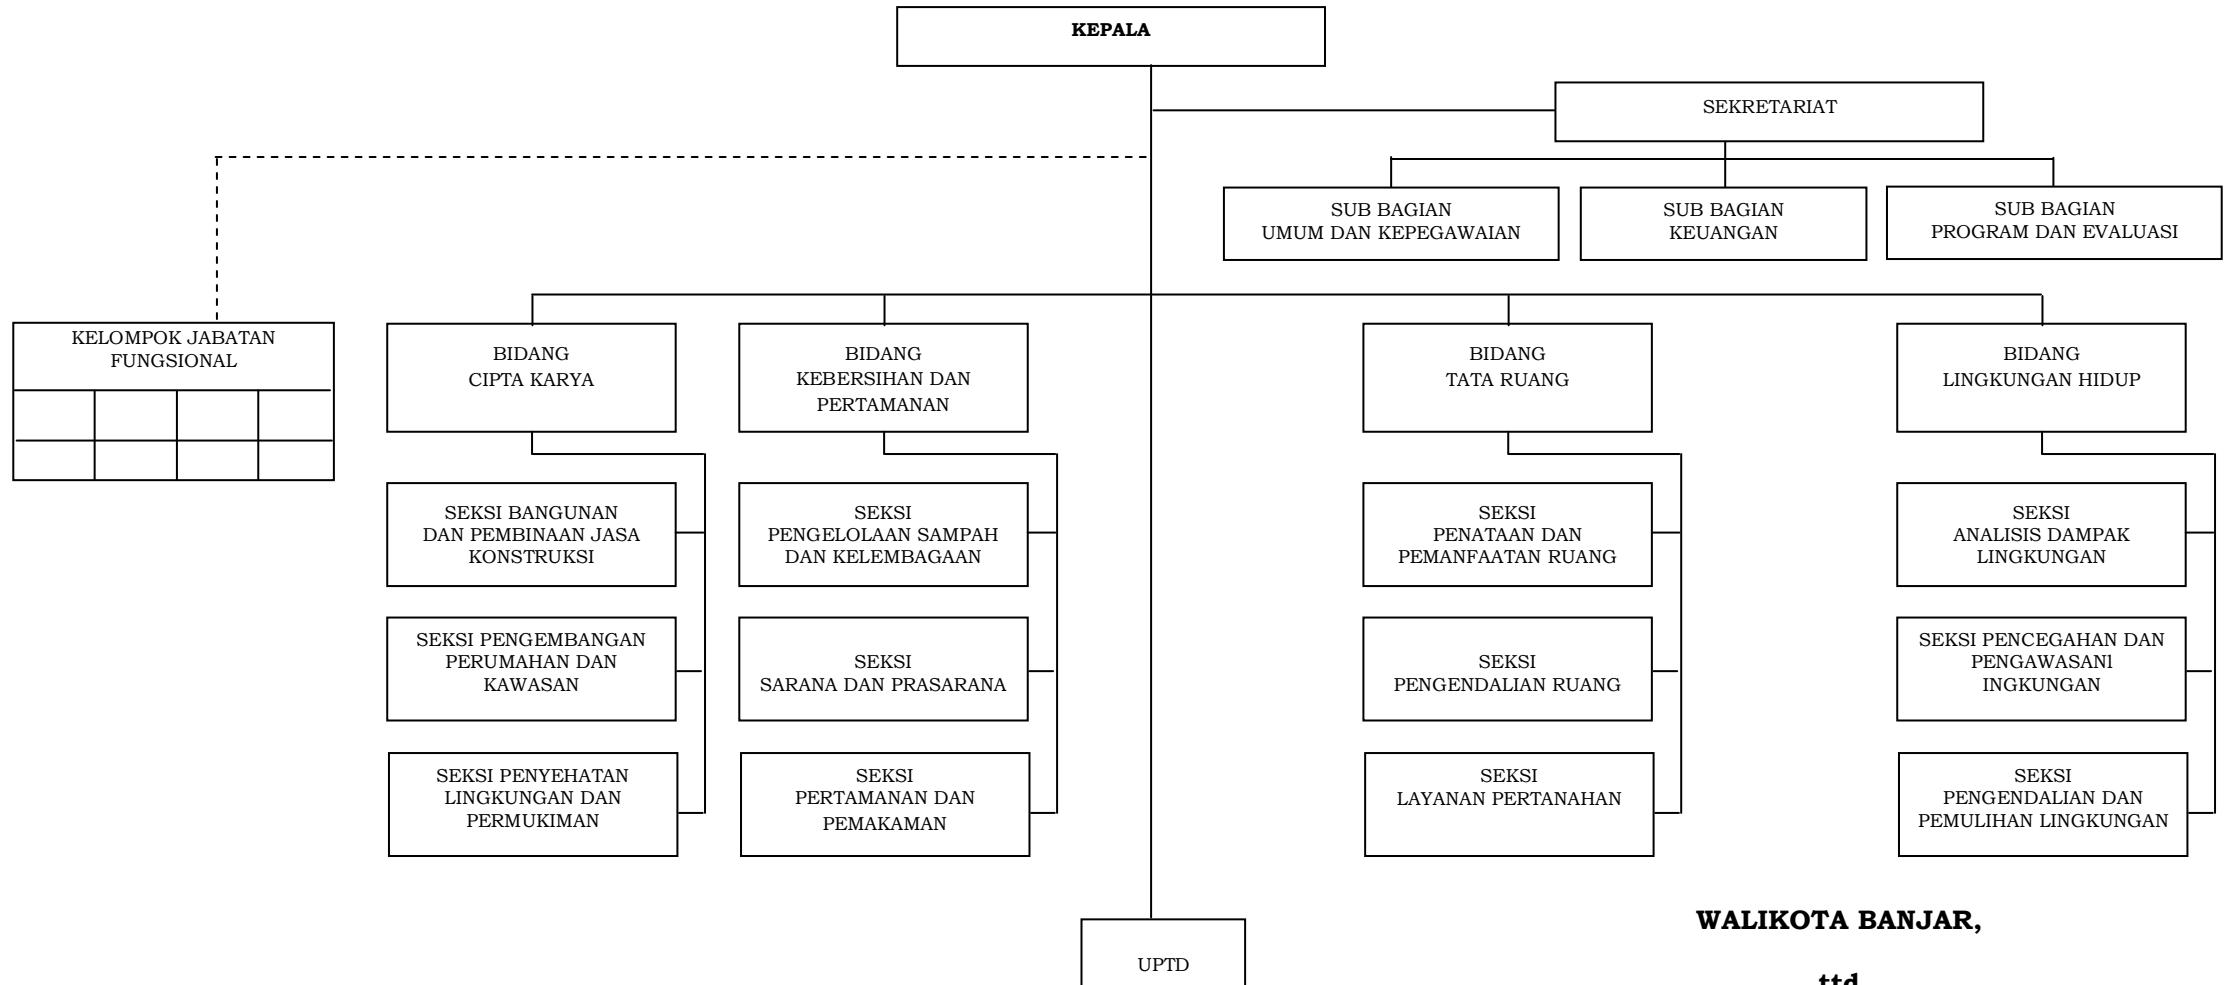 KEPALA
SEKRETARIAT
SUB BAGIAN
UMUM DAN KEPEGAWAIAN
SUB BAGIAN
KEUANGAN
SUB BAGIAN
PROGRAM DAN EVALUASI
KELOMPOK JABATAN
FUNGSIONAL
BIDANG
CIPTA KARYA
BIDANG
KEBERSIHAN DAN
PERTAMANAN
BIDANG
TATA RUANG
BIDANG
LINGKUNGAN HIDUP
SEKSI BANGUNAN
DAN PEMBINAAN JASA
KONSTRUKSI
SEKSI
PENGELOLAAN SAMPAH
DAN KELEMBAGAAN
SEKSI
PENATAAN DAN
PEMANFAATAN RUANG
SEKSI
ANALISIS DAMPAK
LINGKUNGAN
SEKSI PENGEMBANGAN
PERUMAHAN DAN
KAWASAN
SEKSI
SARANA DAN PRASARANA
SEKSI
PENGENDALIAN RUANG
SEKSI PENCEGAHAN DAN
PENGAWASANl
INGKUNGAN
SEKSI PENYEHATAN
LINGKUNGAN DAN
PERMUKIMAN
SEKSI
PERTAMANAN DAN
PEMAKAMAN
SEKSI
LAYANAN PERTANAHAN
SEKSI
PENGENDALIAN DAN
PEMULIHAN LINGKUNGAN
WALIKOTA BANJAR,
UPTD
ttd